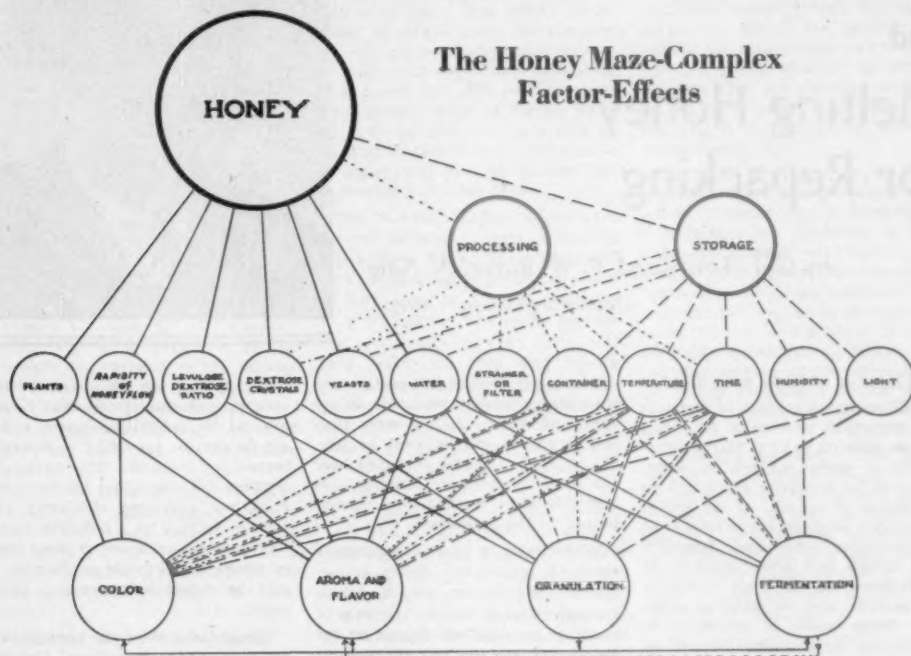 The Honey Maze-Complex
Factor-Effects
HONEY
PROCESSING
STORAGE
PLANTS
RAPIDITY
OF
HONEYFLOW
LEVULOSE
DEXTROSE
RATIO
DEXTROSE
CRYSTALS
YEASTS
WATER
STRAINER
OR
FILTER
CONTAINER
TEMPERATURE
TIME
HUMIDITY
LIGHT
COLOR
AROMA AND
FLAVOR
GRANULATION
FERMENTATION